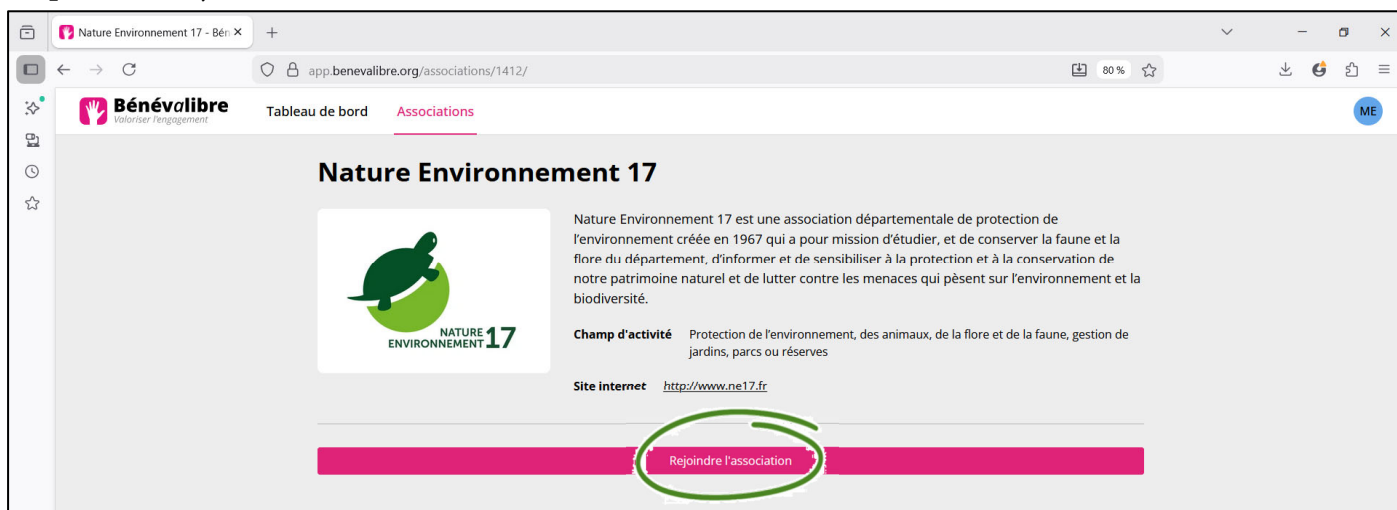 Nature Environnement 17 - Bén
app.benevalibre.org/associations/1412/
80 %
Bénévalibre
Valoriser l'engagement
Tableau de bord
Associations
ME
Nature Environnement 17
Nature Environnement 17 est une association départementale de protection de
l'environnement créée en 1967 qui a pour mission d'étudier, et de conserver la faune et la
flore du département, d'informer et de sensibiliser à la protection et à la conservation de
notre patrimoine naturel et de lutter contre les menaces qui pèsent sur l'environnement et la
biodiversité.
NATURE
ENVIRONNEMENT 17
Champ d'activité Protection de l'environnement, des animaux, de la flore et de la faune, gestion de
jardins, parcs ou réserves
Site internet http://www.ne17.fr
Rejoindre l'association